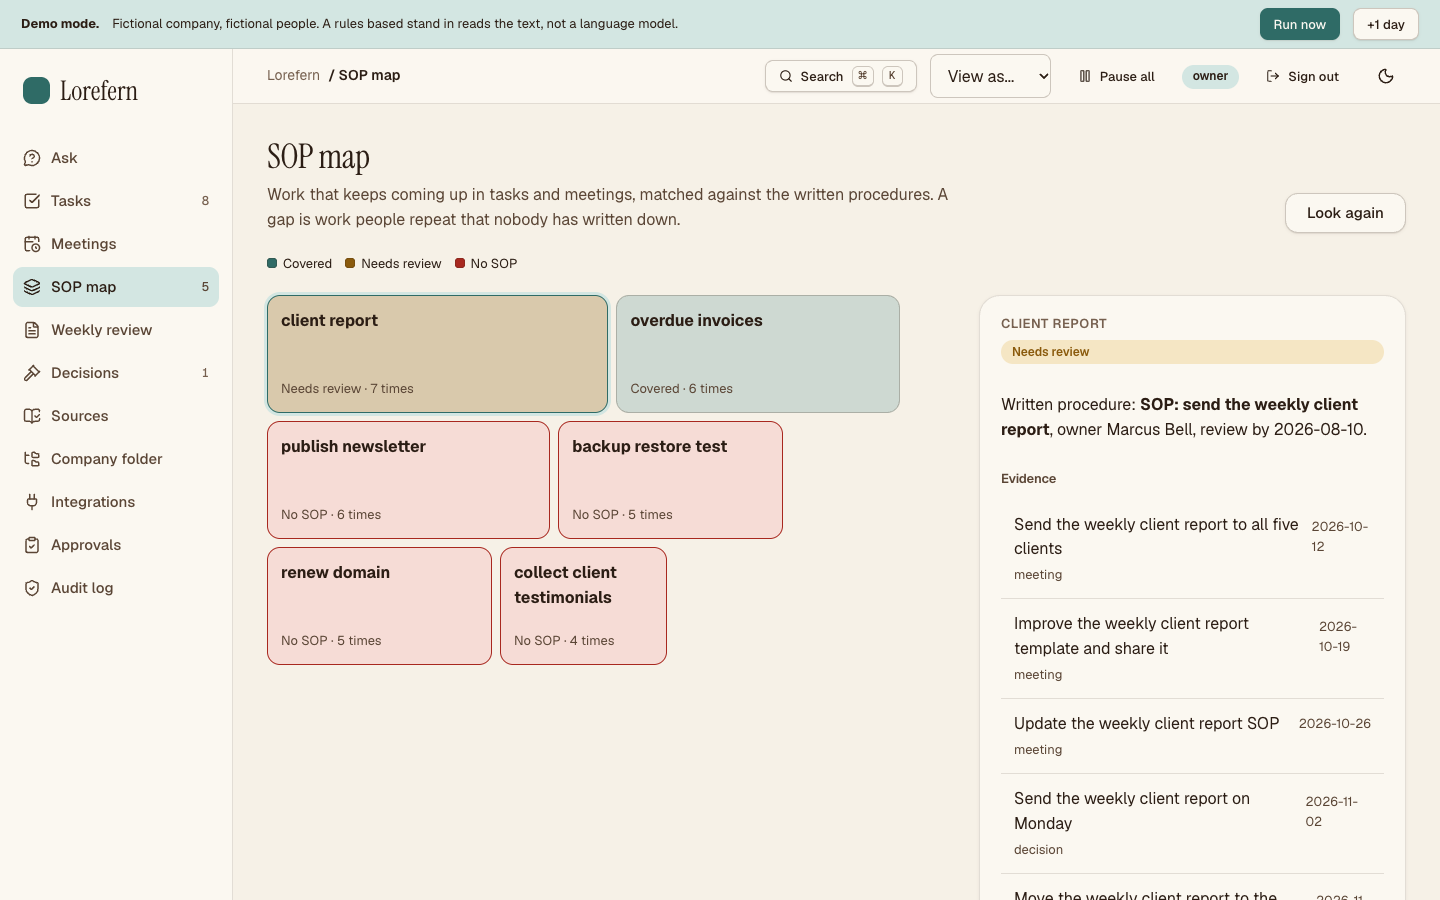 Demo mode. Fictional company, fictional people. A rules based stand in reads the text, not a language model.
Run now
+1 day
Lorefern
Lorefern / SOP map
Search ⌘ K
View as...
Pause all
owner
Sign out
Ask
Tasks 8
Meetings
SOP map 5
Weekly review
Decisions 1
Sources
Company folder
Integrations
Approvals
Audit log
SOP map
Work that keeps coming up in tasks and meetings, matched against the written procedures. A
gap is work people repeat that nobody has written down.
Look again
Covered
Needs review
No SOP
client report
Needs review · 7 times
overdue invoices
Covered · 6 times
publish newsletter
No SOP · 6 times
backup restore test
No SOP · 5 times
renew domain
No SOP · 5 times
collect client
testimonials
No SOP · 4 times
CLIENT REPORT
Needs review
Written procedure: SOP: send the weekly client
report, owner Marcus Bell, review by 2026-08-10.
Evidence
Send the weekly client report to all five
clients
meeting
2026-10-
12
Improve the weekly client report
template and share it
meeting
2026-
10-19
Update the weekly client report SOP
meeting
2026-10-26
Send the weekly client report on
Monday
decision
2026-11-
02
Move the weekly client report to the
2026-11